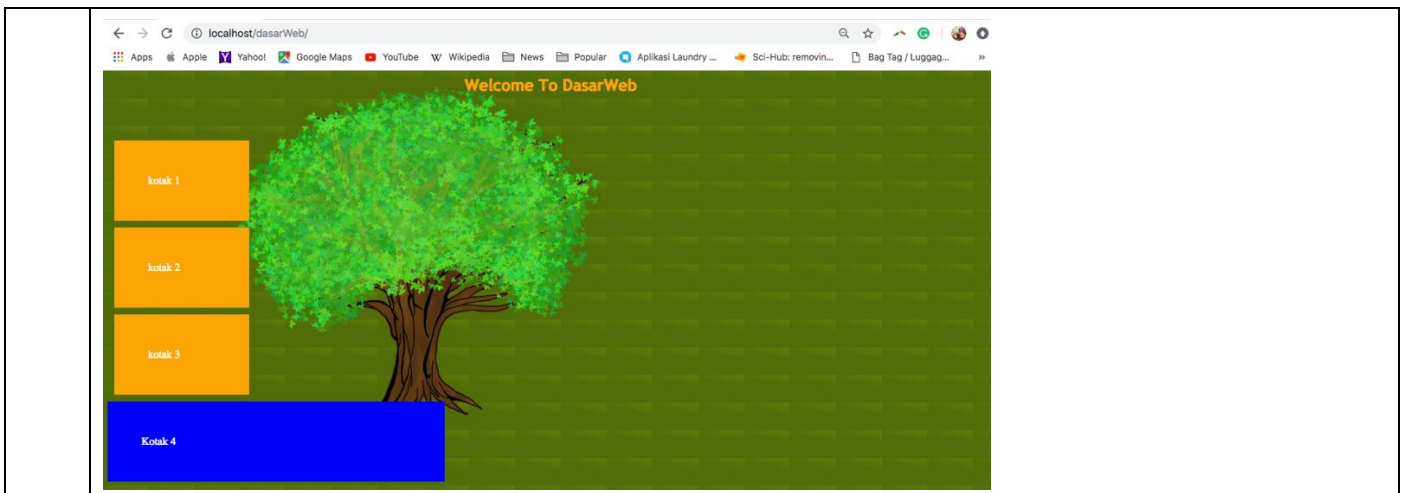 localhost/dasarWeb/
Apps Apple Yahoo! Google Maps YouTube W Wikipedia News Popular Aplikasi Laundry ... Sci-Hub: removin... Bag Tag / Luggag... »
Welcome To DasarWeb
kotak 1
kotak 2
kotak 3
Kotak 4